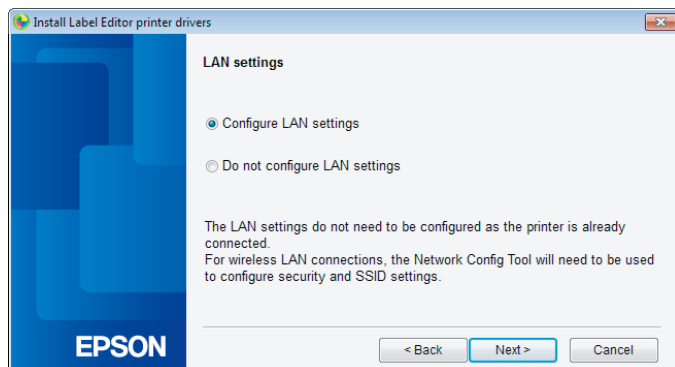 Install Label Editor printer drivers
LAN settings
Configure LAN settings
Do not configure LAN settings
The LAN settings do not need to be configured as the printer is already
connected.
For wireless LAN connections, the Network Config Tool will need to be used
to configure security and SSID settings.
EPSON
< Back
Next >
Cancel